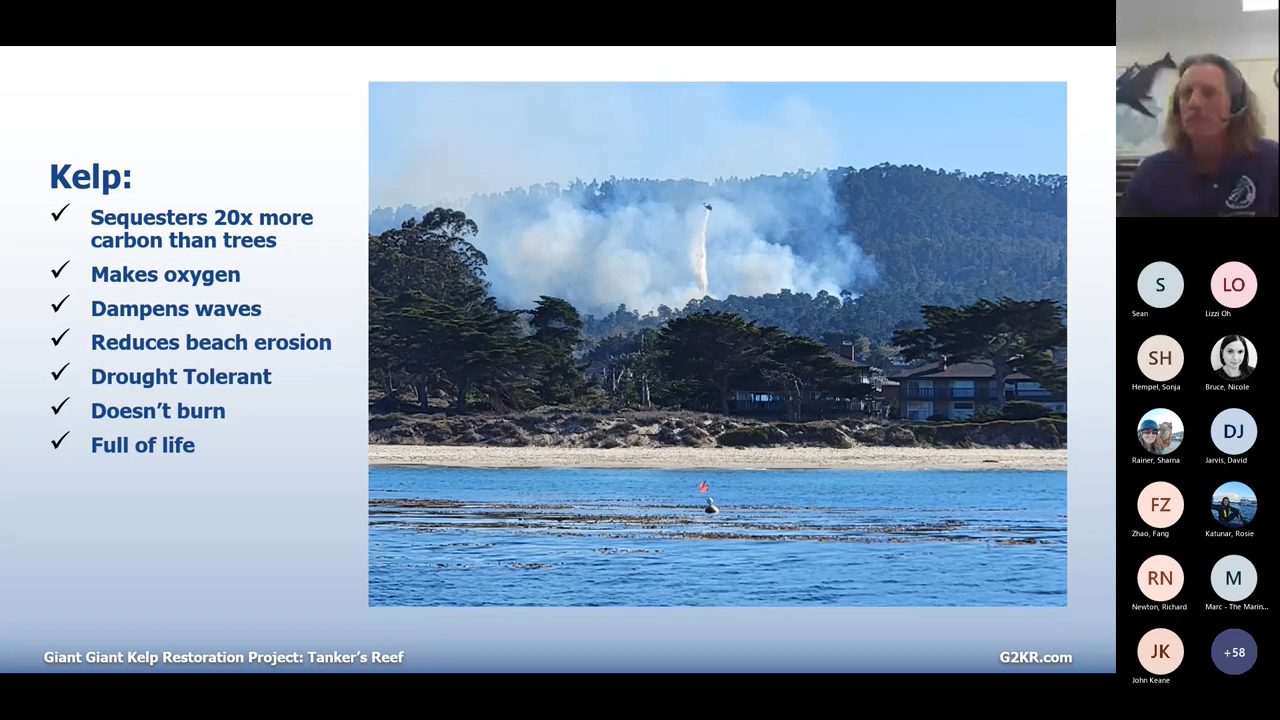 Kelp:
✓ Sequesters 20x more
carbon than trees
✓ Makes oxygen
✓ Dampens waves
✓ Reduces beach erosion
✓ Drought Tolerant
✓ Doesn’t burn
✓ Full of life
Giant Giant Kelp Restoration Project: Tanker’s Reef
G2KR.com
S
LO
Sean
Lizzi Oh
SH
Hempel, Sonja
Bruce, Nicole
DJ
Rainer, Sharna
Jarvis, David
FZ
Zhao, Fang
Katunar, Rosie
RN
M
Newton, Richard
Marc - The Marin...
JK
+58
John Keane